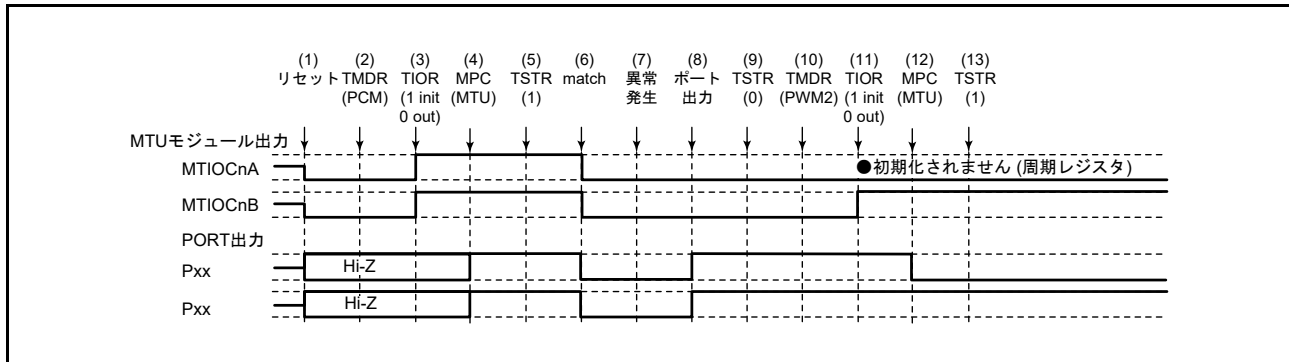 (1) (2) (3) (4) (5) (6) (7) (8) (9) (10) (11) (12) (13)
リセット TMDR TIOR MPC TSTR match 異常 ポート TSTR TMDR TIOR MPC TSTR
(PCM) (1 init (MTU) (1) 発生 出力 (0) (PWM2) (1 init (MTU) (1)
0 out) 0 out)
MTUモジュール出力
MTIOCnA ●初期化されません (周期レジスタ)
MTIOCnB
PORT出力
Pxx Hi-Z
Pxx Hi-Z